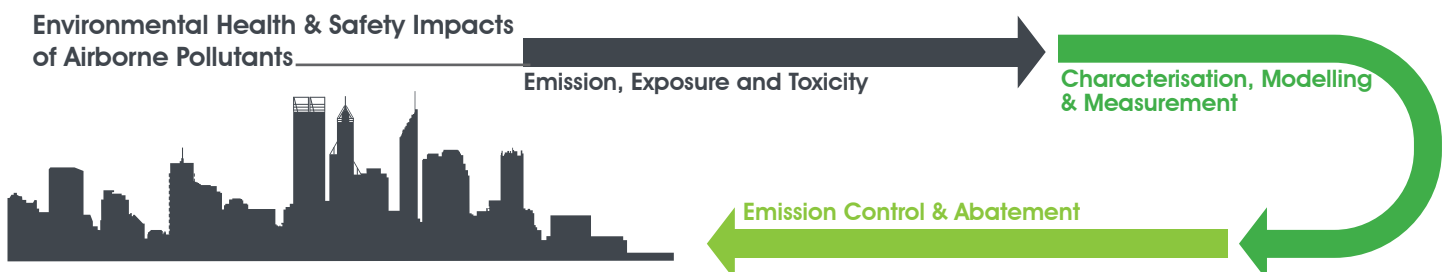 Environmental Health & Safety Impacts
of Airborne Pollutants
Emission, Exposure and Toxicity
Characterisation, Modelling
& Measurement
Emission Control & Abatement